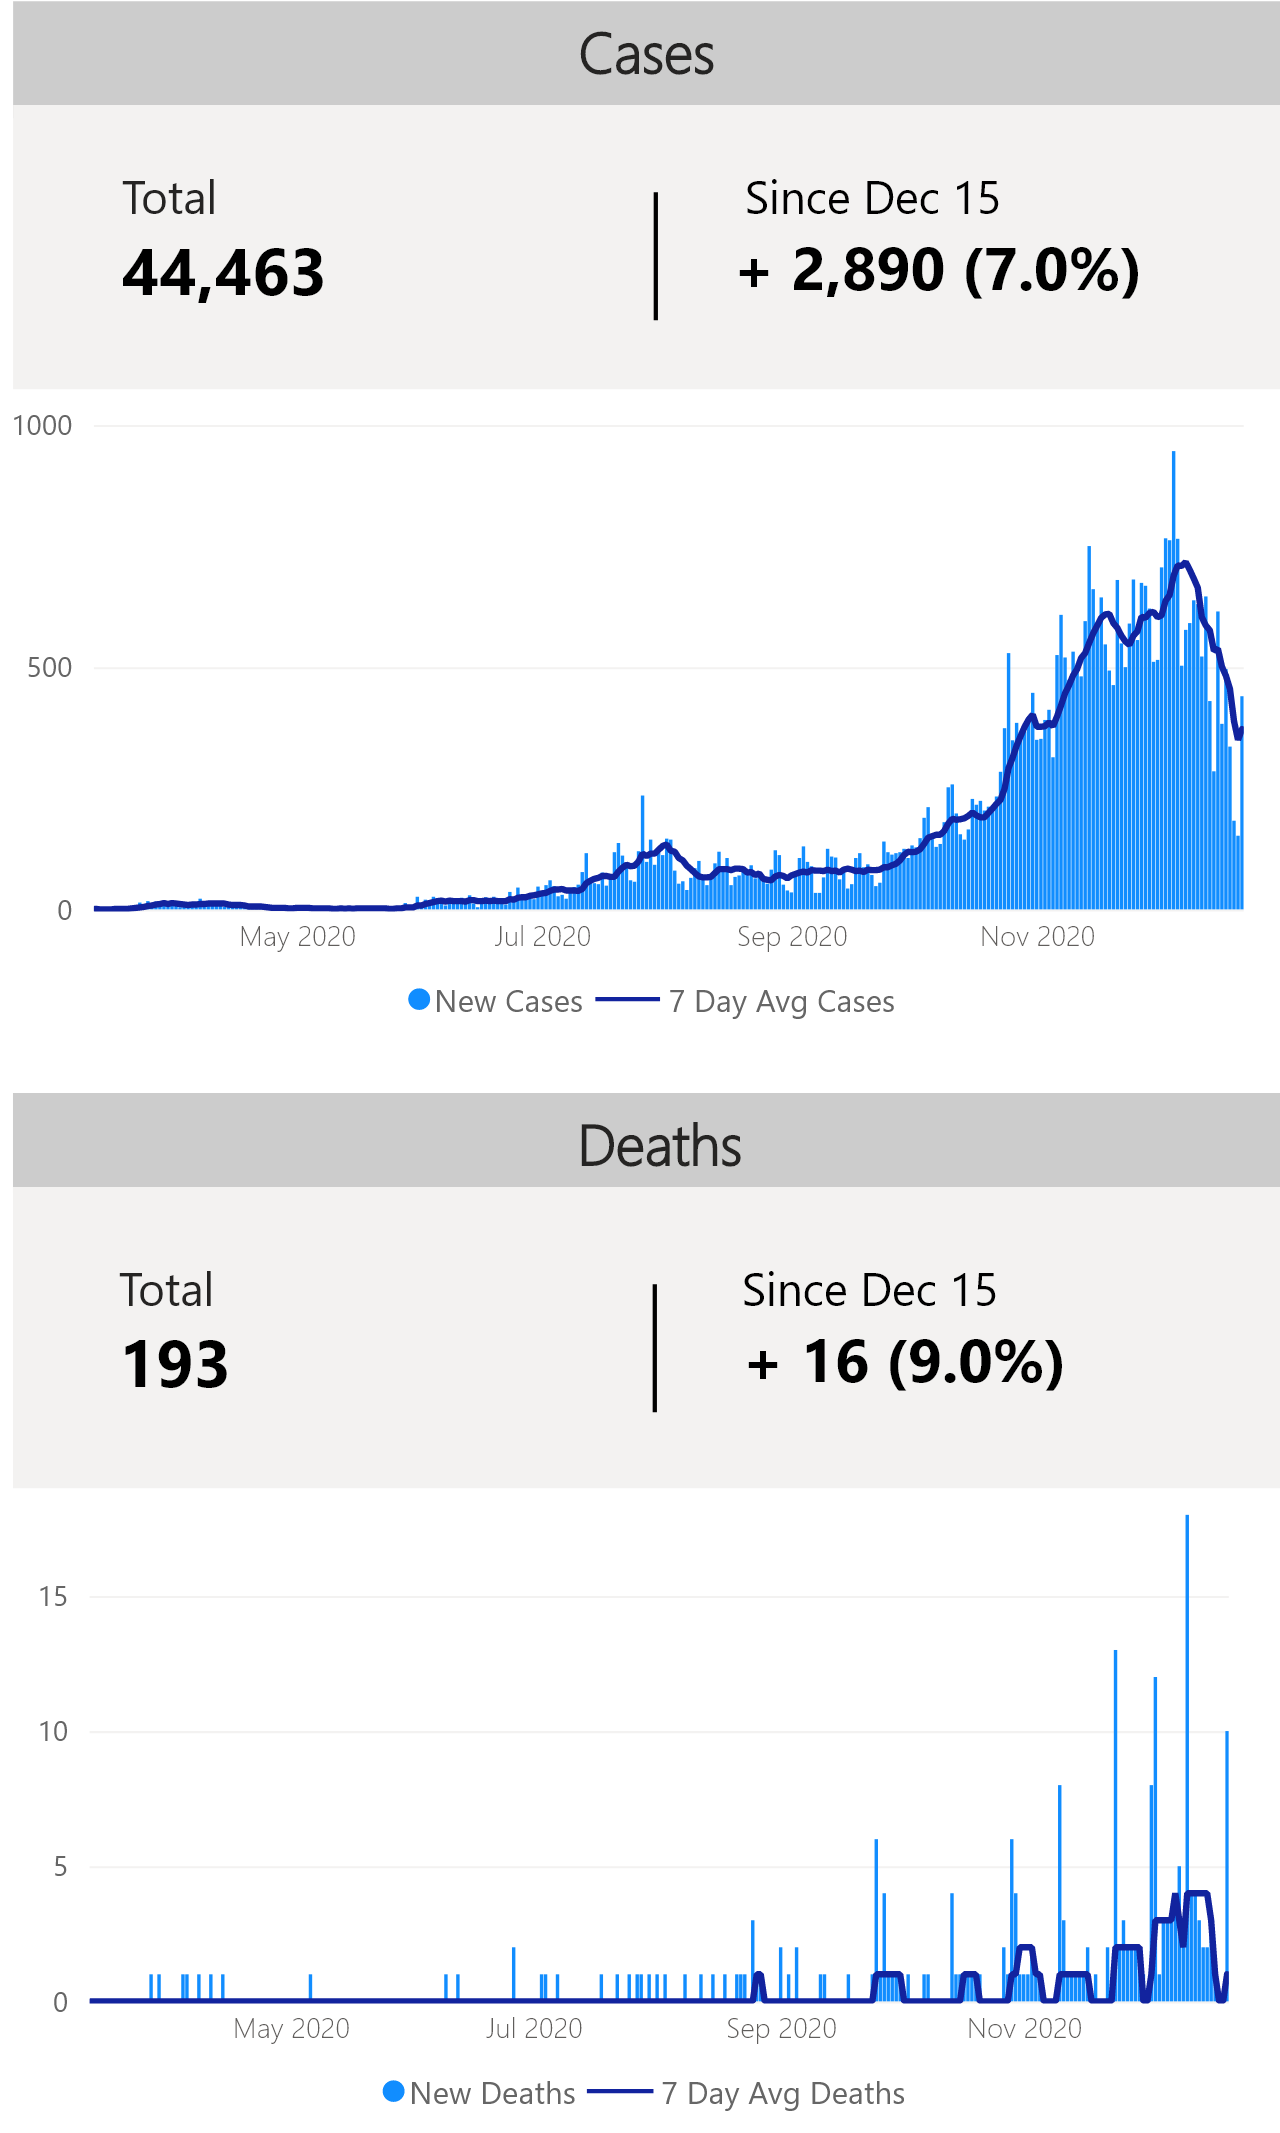 Cases
Total
Since Dec 15
44,463
+ 2,890 (7.0%)
1000
500
0
May 2020
Jul 2020
Sep 2020
Nov 2020
New Cases
7 Day Avg Cases
Deaths
Total
Since Dec 15
193
+ 16 (9.0%)
15
10
5
0
May 2020
Jul 2020
Sep 2020
Nov 2020
New Deaths
7 Day Avg Deaths